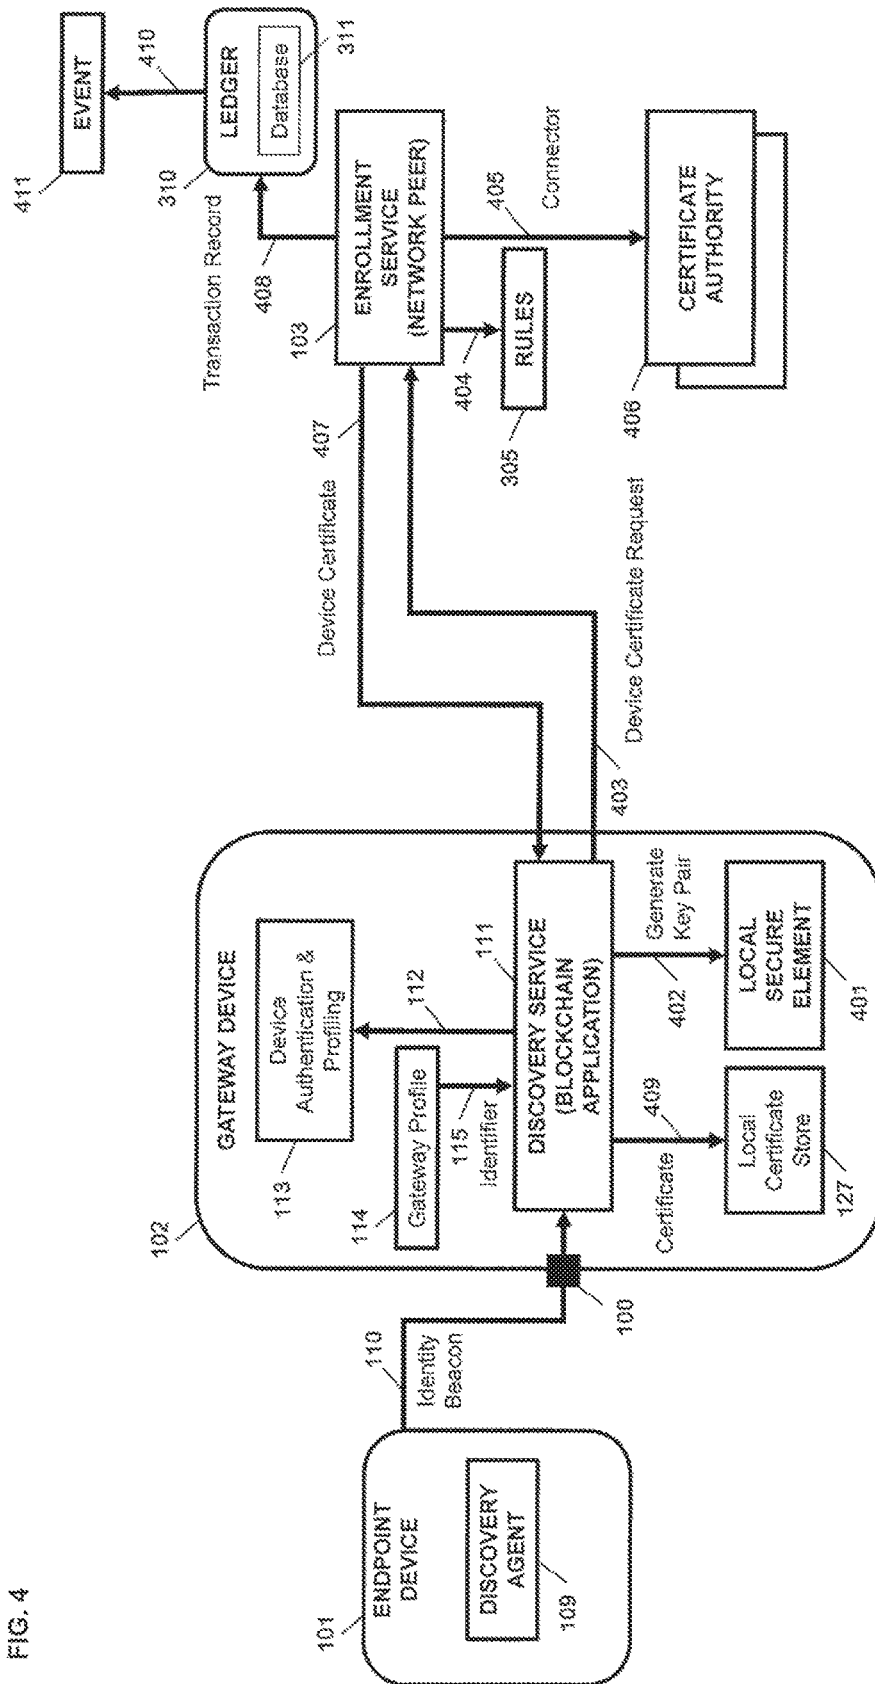 FIG. 4
101
ENDPOINT
DEVICE
DISCOVERY
AGENT
109
110
Identity
Beacon
100
102
GATEWAY DEVICE
113
Device
Authentication &
Profiling
114
Gateway Profile
112
115
Identifier
111
DISCOVERY SERVICE
(BLOCKCHAIN
APPLICATION)
Certificate
409
402
Generate
Key Pair
Local
Certificate
Store
127
LOCAL
SECURE
ELEMENT
401
403
Device Certificate Request
Device Certificate
407
103
ENROLLMENT
SERVICE
(NETWORK PEER)
404
RULES
305
405
Connector
CERTIFICATE
AUTHORITY
406
Transaction Record
408
310
LEDGER
Database
311
410
EVENT
411